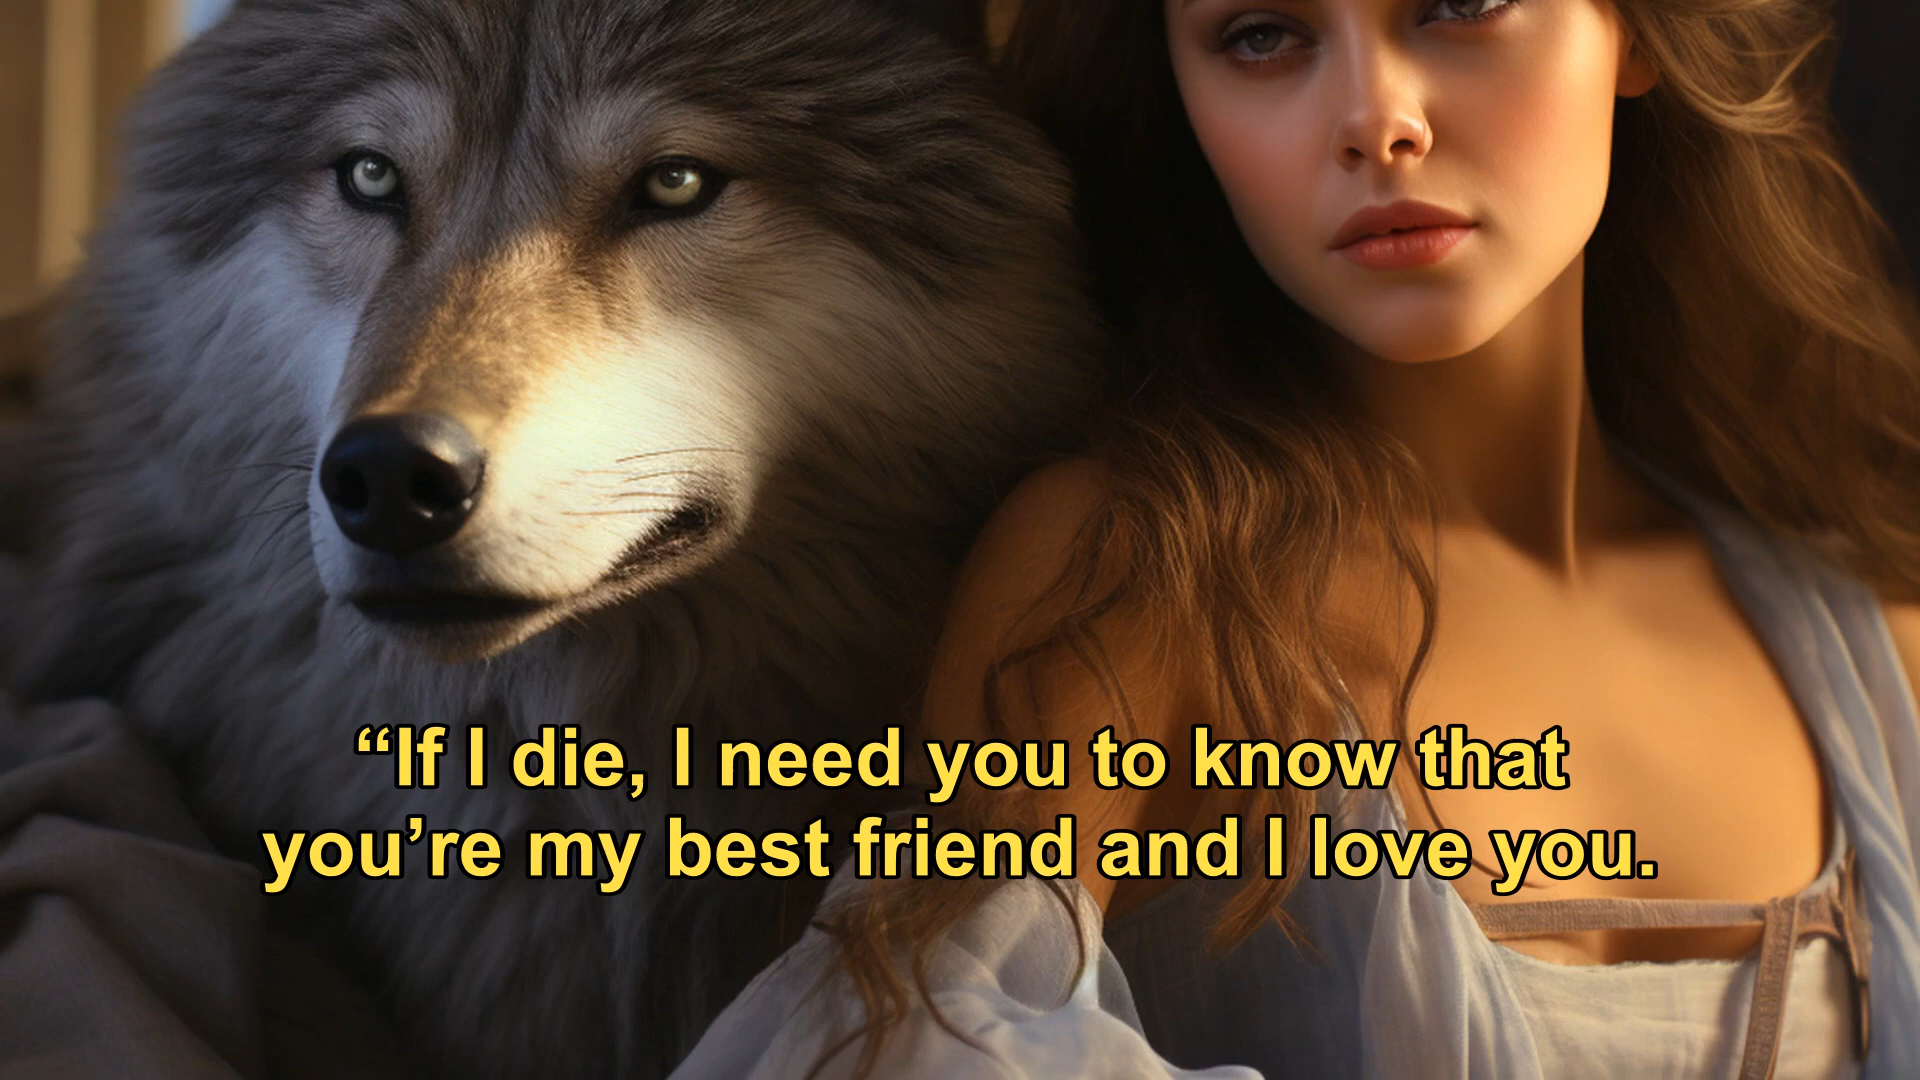 “If I die, I need you to know that
you’re my best friend and I love you.